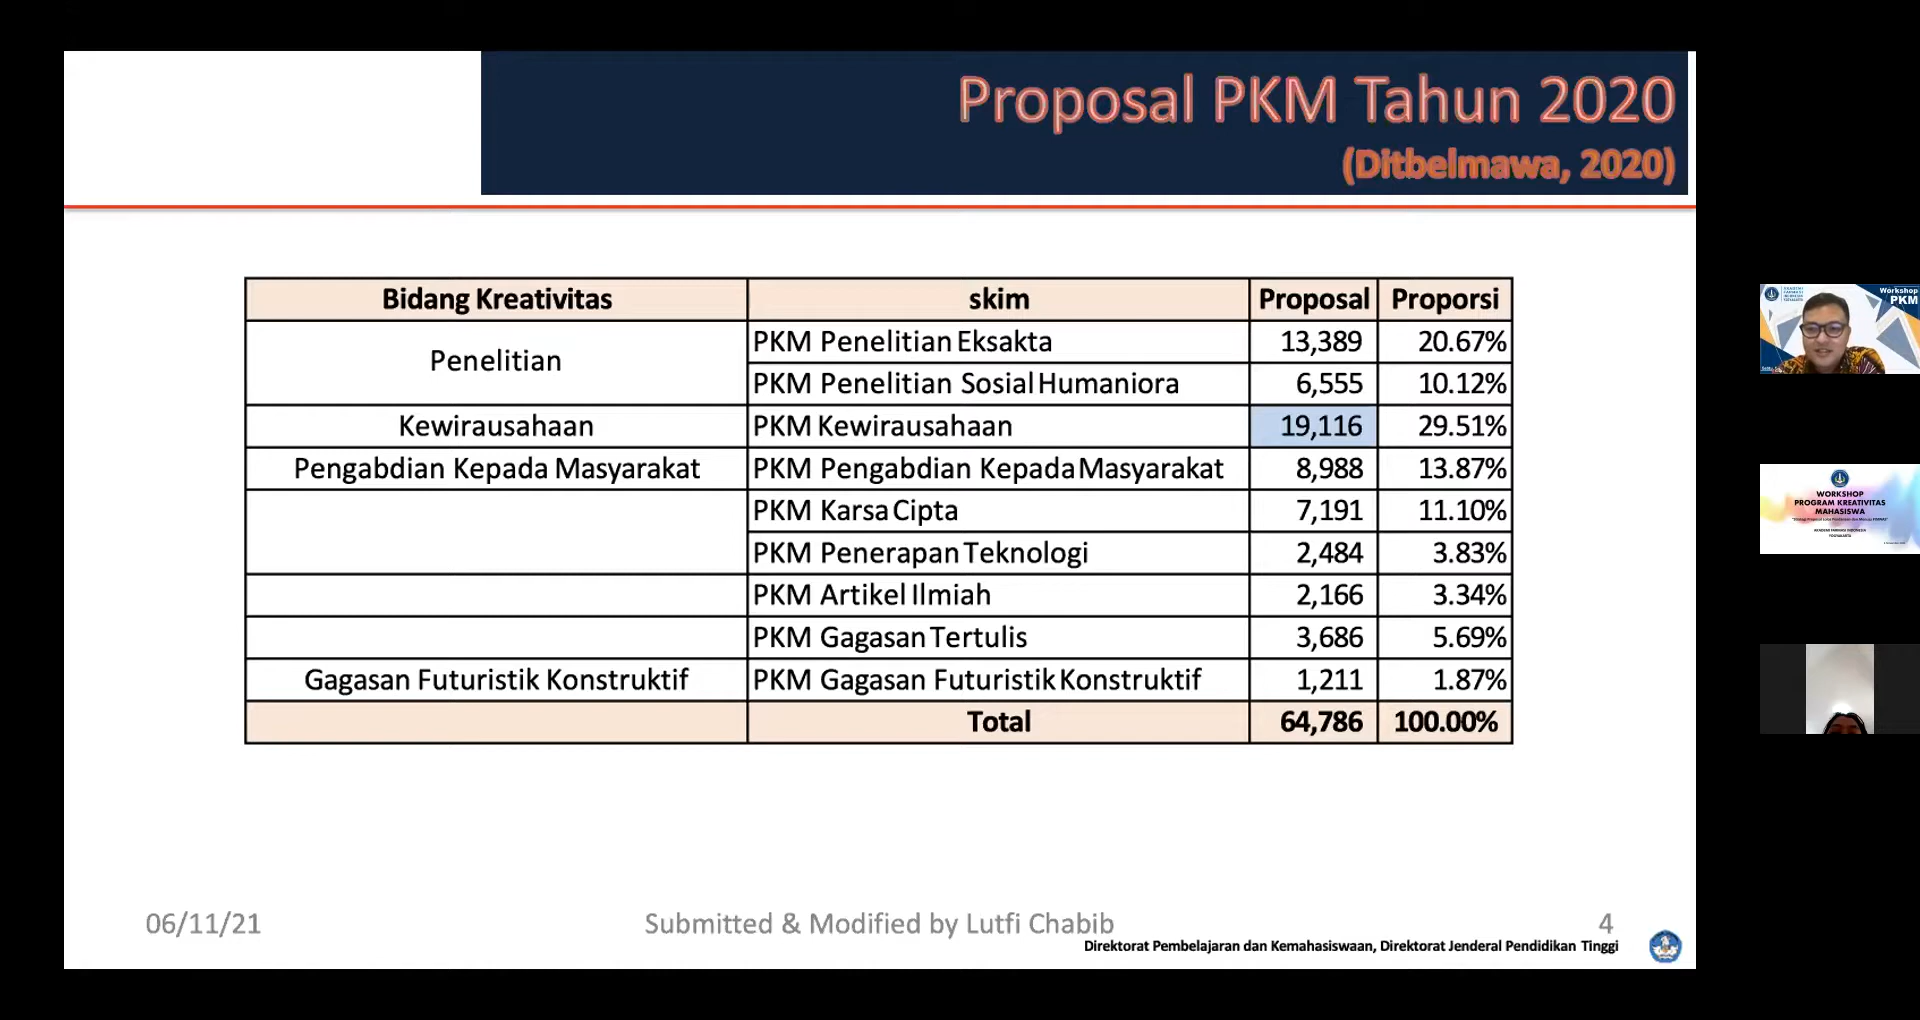 Proposal PKM Tahun 2020
(Ditbelmawa, 2020)
Bidang Kreativitas skim Proposal Proporsi
Penelitian
PKM Penelitian Eksakta 13,389 20.67%
PKM Penelitian Sosial Humaniora 6,555 10.12%
Kewirausahaan PKM Kewirausahaan 19,116 29.51%
Pengabdian Kepada Masyarakat PKM Pengabdian Kepada Masyarakat 8,988 13.87%
PKM Karsa Cipta 7,191 11.10%
PKM Penerapan Teknologi 2,484 3.83%
PKM Artikel Ilmiah 2,166 3.34%
PKM Gagasan Tertulis 3,686 5.69%
Gagasan Futuristik Konstruktif PKM Gagasan Futuristik Konstruktif 1,211 1.87%
Total 64,786 100.00%
06/11/21 Submitted & Modified by Lutfi Chabib 4
Direktorat Pembelajaran dan Kemahasiswaan, Direktorat Jenderal Pendidikan Tinggi
Workshop
PKM
WORKSHOP
PROGRAM KREATIVITAS
MAHASISWA
AKADEMI FARMASI INDONESIA
YOGYAKARTA